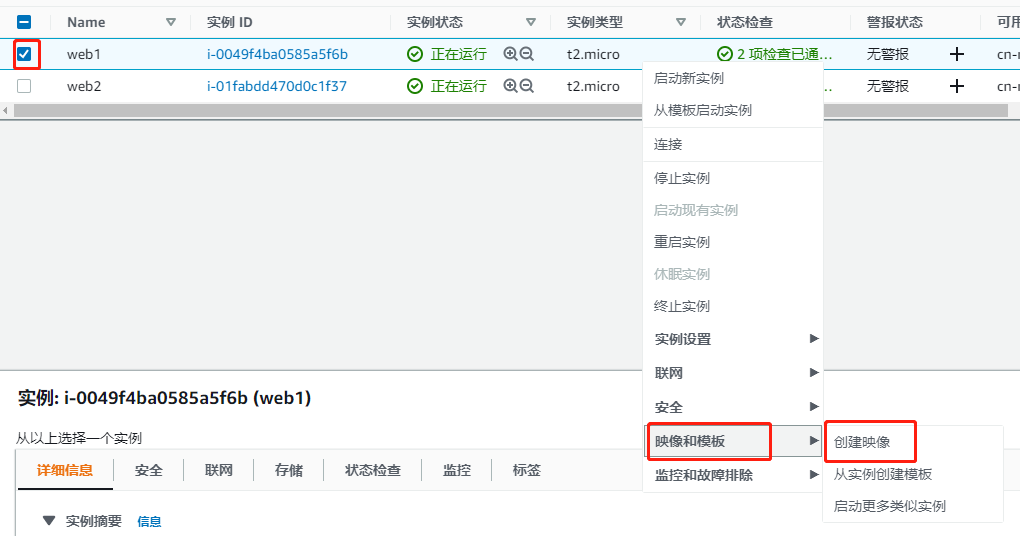 Name 实例 ID 实例状态 实例类型 状态检查 警报状态 可用
web1 i-0049f4ba0585a5f6b 正在运行 t2.micro 2 项检查已通... 无警报 cn-r
web2 i-01fabdd470d0c1f37 正在运行 t2.micro 无警报 cn-r
启动新实例
从模板启动实例
连接
停止实例
启动现有实例
重启实例
休眠实例
终止实例
实例设置
联网
安全
映像和模板
监控和故障排除
创建映像
从实例创建模板
启动更多类似实例
实例: i-0049f4ba0585a5f6b (web1)
从以上选择一个实例
详细信息 安全 联网 存储 状态检查 监控 标签
实例摘要 信息